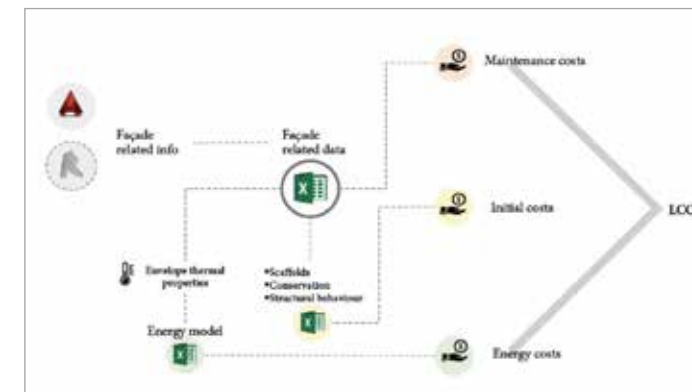 Maintenance costs
Façade
related info
Façade
related data
Initial costs
LCC
Envelope thermal
properties
•Scaffolds
•Conservation
•Structural behaviour
Energy model
Energy costs